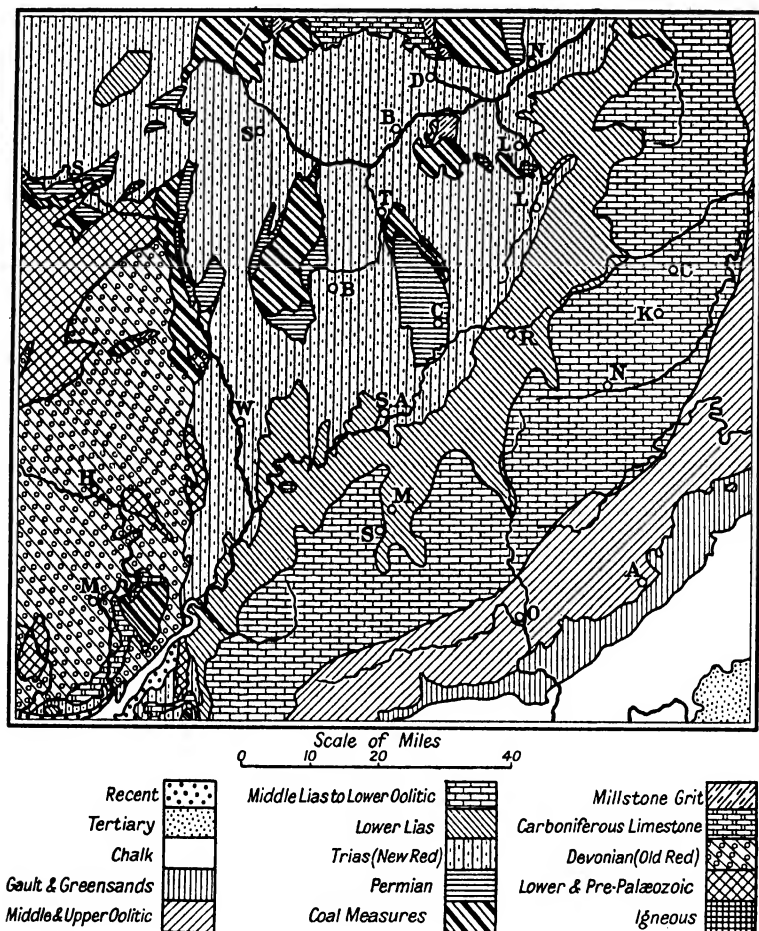 N
D
B
S
L
S
T
L
C
B
K
C
R
N
S.A.
W
M
H
S
A
M
O
Scale of Miles
0 10 20 40
Recent
Tertiary
Chalk
Gault & Greensands
Middle & Upper Oolitic
Middle Lias to Lower Oolitic
Lower Lias
Trias (New Red)
Permian
Coal Measures
Millstone Grit
Carboniferous Limestone
Devonian (Old Red)
Lower & Pre-Palæozoic
Igneous